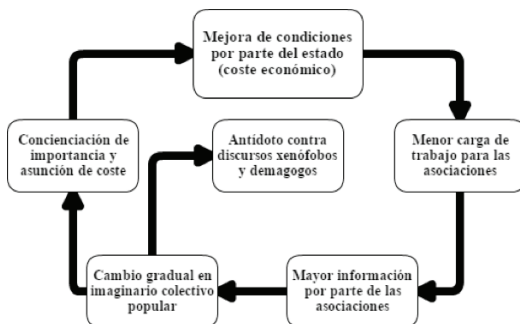 Mejora de condiciones
por parte del estado
(coste económico)
Concienciación de
importancia y
asunción de coste
Antídoto contra
discursos xenófobos
y demagogos
Menor carga de
trabajo para las
asociaciones
Cambio gradual en
imaginario colectivo
popular
Mayor información
por parte de las
asociaciones